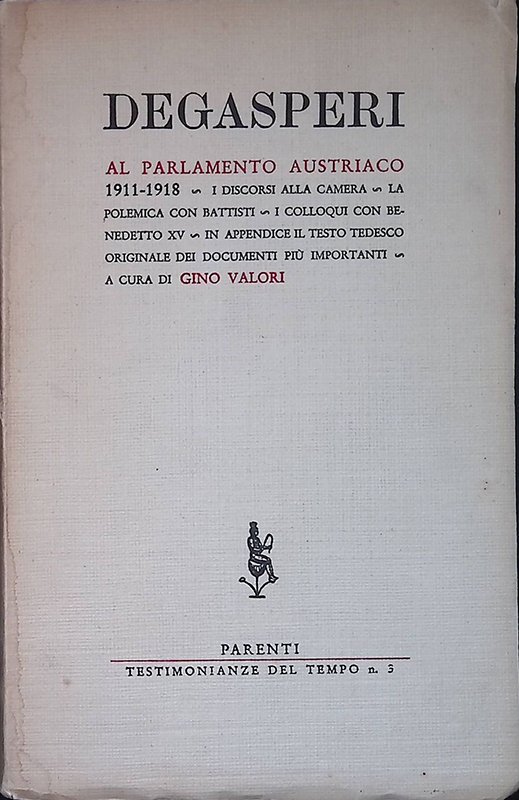 DEGASPERI
AL PARLAMENTO AUSTRIACO
1911-1918 ~ I DISCORSI ALLA CAMERA ~ LA
POLEMICA CON BATTISTI ~ I COLLOQUI CON BE-
NEDETTO XV ~ IN APPENDICE IL TESTO TEDESCO
ORIGINALE DEI DOCUMENTI PIÙ IMPORTANTI ~
A CURA DI GINO VALORI
PARENTI
TESTIMONIANZE DEL TEMPO n. 3